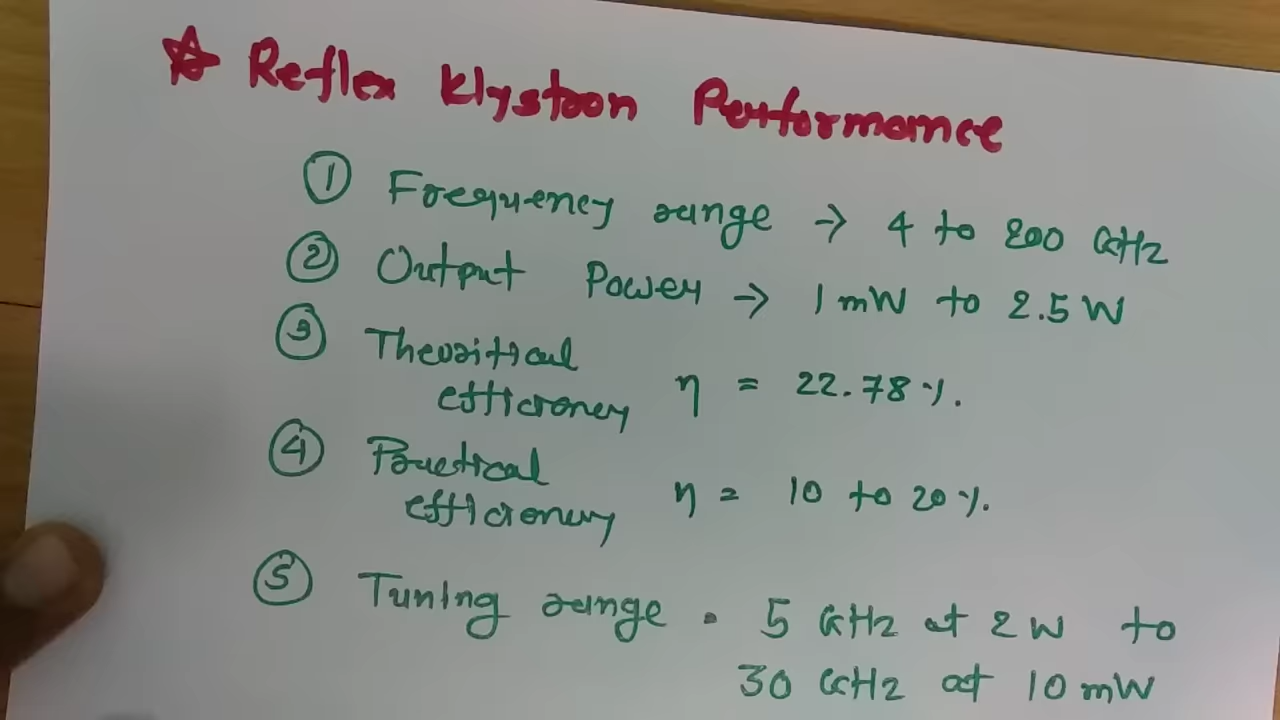 ☆ Reflex Klystron Performance
① Frequency range → 4 to 200 GHz
② Output Power → 1 mW to 2.5 W
③ Theoritical
efficiency η = 22.78 %.
④ Practical
efficiency η = 10 to 20 %.
⑤ Tuning range . 5 GHz at 2 W to
30 GHz at 10 mW